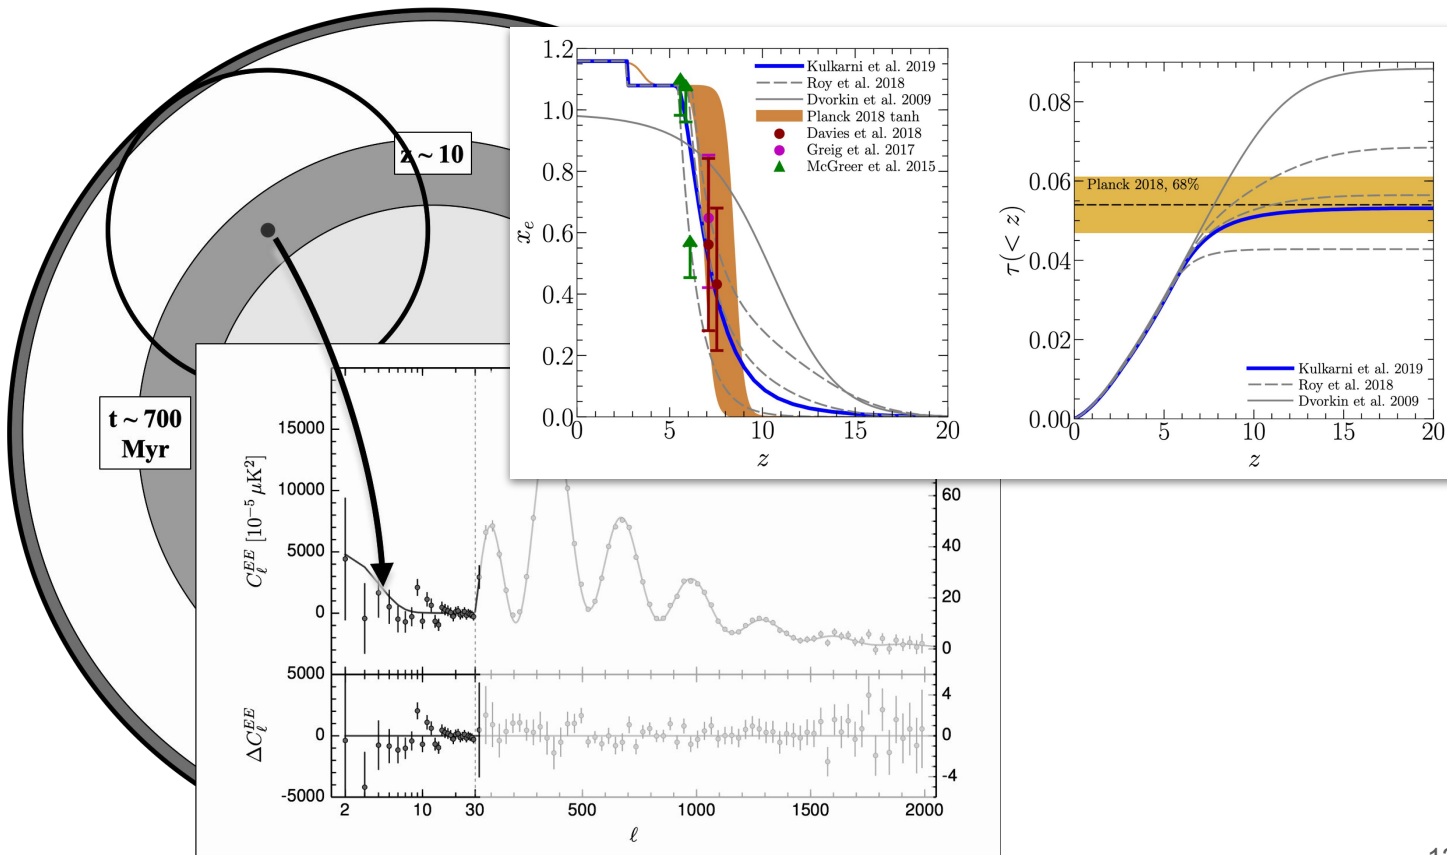 z ~ 10
t ~ 700
Myr
1.2
1.0
0.8
0.6
0.4
0.2
0.0
x_e
0 5 10 15 20
z
Kulkarni et al. 2019
Roy et al. 2018
Dvorkin et al. 2009
Planck 2018 tanh
Davies et al. 2018
Greig et al. 2017
McGreer et al. 2015
0.08
0.06
0.04
0.02
0.00
τ(< z)
Planck 2018, 68%
Kulkarni et al. 2019
Roy et al. 2018
Dvorkin et al. 2009
0 5 10 15 20
z
15000
10000
5000
0
C_ℓ^EE [10^-5 μK^2]
60
40
20
0
5000
0
-5000
ΔC_ℓ^EE
4
0
-4
2 10 30 500 1000 1500 2000
ℓ